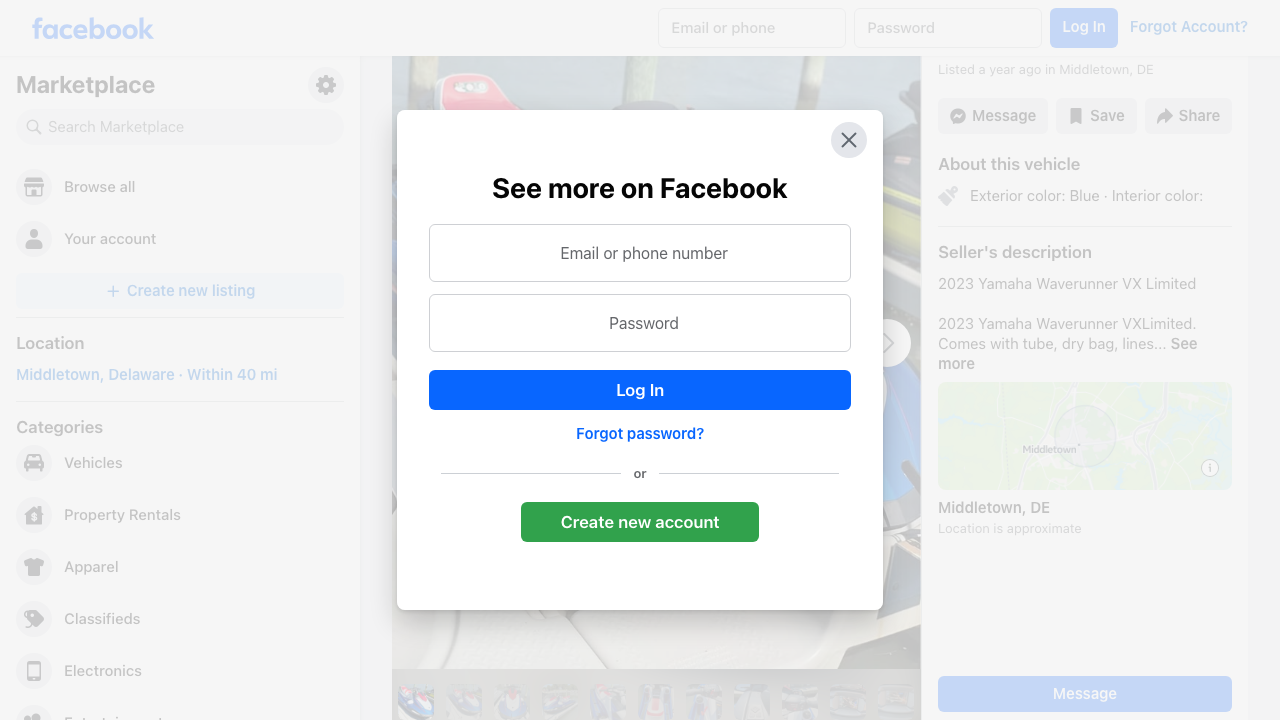 facebook
Email or phone
Password
Log In
Forgot Account?
Marketplace
Search Marketplace
Browse all
Your account
Create new listing
Location
Middletown, Delaware · Within 40 mi
Categories
Vehicles
Property Rentals
Apparel
Classifieds
Electronics
See more on Facebook
Email or phone number
Password
Log In
Forgot password?
or
Create new account
Listed a year ago in Middletown, DE
Message
Save
Share
About this vehicle
Exterior color: Blue · Interior color:
Seller's description
2023 Yamaha Waverunner VX Limited
2023 Yamaha Waverunner VXLimited.
Comes with tube, dry bag, lines... See
more
Middletown
Middletown, DE
Location is approximate
Message